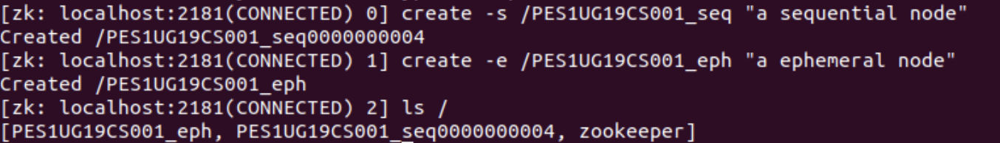 [zk: localhost:2181(CONNECTED) 0] create -s /PES1UG19CS001_seq "a sequential node"
Created /PES1UG19CS001_seq0000000004
[zk: localhost:2181(CONNECTED) 1] create -e /PES1UG19CS001_eph "a ephemeral node"
Created /PES1UG19CS001_eph
[zk: localhost:2181(CONNECTED) 2] ls /
[PES1UG19CS001_eph, PES1UG19CS001_seq0000000004, zookeeper]